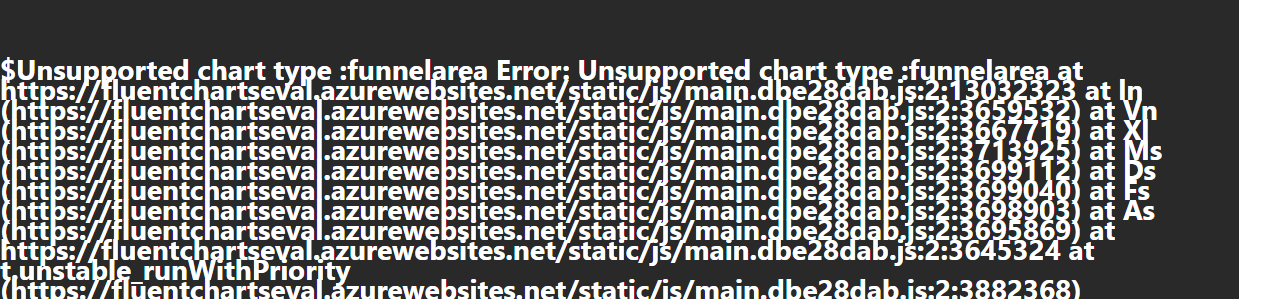 $Unsupported chart type :funnelarea Error: Unsupported chart type :funnelarea at
https://fluentchartseval.azurewebsites.net/static/js/main.dbe28dab.js:2:13032323 at In
(https://fluentchartseval.azurewebsites.net/static/js/main.dbe28dab.js:2:3659532) at Vn
(https://fluentchartseval.azurewebsites.net/static/js/main.dbe28dab.js:2:3667719) at Xl
(https://fluentchartseval.azurewebsites.net/static/js/main.dbe28dab.js:2:3713925) at Ms
(https://fluentchartseval.azurewebsites.net/static/js/main.dbe28dab.js:2:3699112) at Ds
(https://fluentchartseval.azurewebsites.net/static/js/main.dbe28dab.js:2:3699040) at Fs
(https://fluentchartseval.azurewebsites.net/static/js/main.dbe28dab.js:2:3698903) at As
(https://fluentchartseval.azurewebsites.net/static/js/main.dbe28dab.js:2:3695869) at
https://fluentchartseval.azurewebsites.net/static/js/main.dbe28dab.js:2:3645324 at
t.unstable_runWithPriority
(https://fluentchartseval.azurewebsites.net/static/js/main.dbe28dab.js:2:3882368)